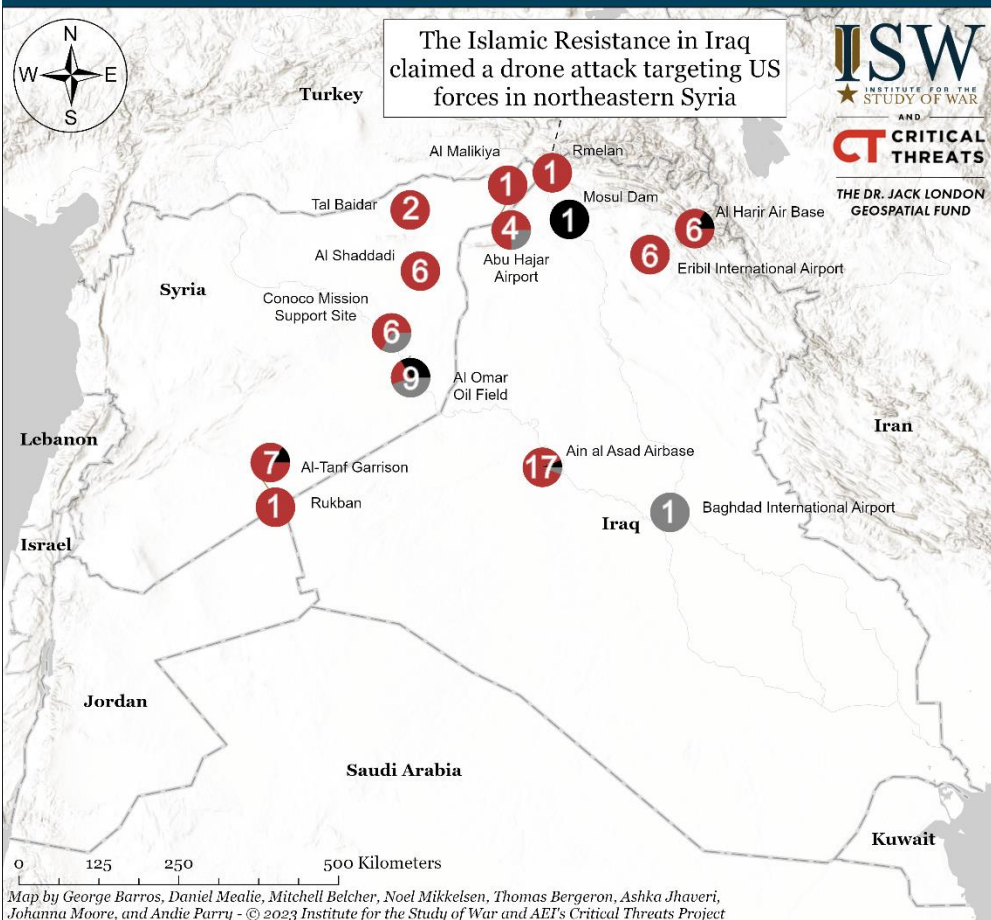 N
W
E
S
The Islamic Resistance in Iraq
claimed a drone attack targeting US
forces in northeastern Syria
ISW
INSTITUTE FOR THE
STUDY OF WAR
AND
CT CRITICAL
THREATS
THE DR. JACK LONDON
GEOSPATIAL FUND
Turkey
Al Malikiya
1
Rmelan
1
Mosul Dam
1
Tal Baidar
2
4
Abu Hajar
Airport
Al Harir Air Base
6
6
Eribil International Airport
Al Shaddadi
6
Syria
Conoco Mission
Support Site
6
9
Al Omar
Oil Field
Lebanon
Iran
7
Al-Tanf Garrison
Ain al Asad Airbase
17
1
Rukban
1
Baghdad International Airport
Iraq
Israel
Jordan
Saudi Arabia
Kuwait
0 125 250 500 Kilometers
Map by George Barros, Daniel Mealie, Mitchell Belcher, Noel Mikkelsen, Thomas Bergeron, Ashka Jhaveri,
Johanna Moore, and Andie Parry - © 2023 Institute for the Study of War and AEI's Critical Threats Project